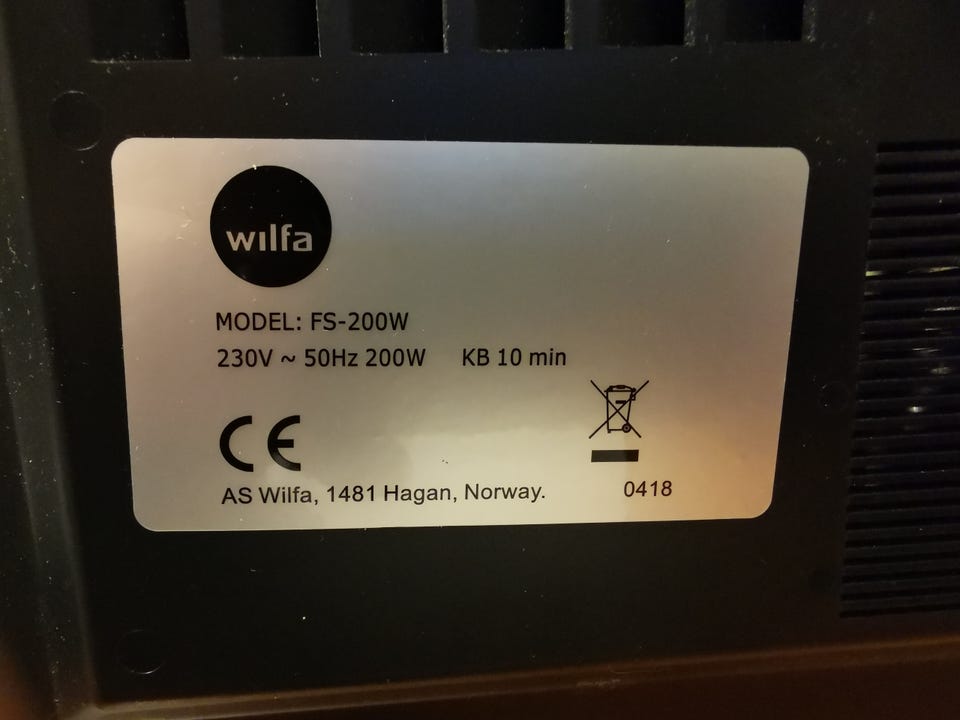 wilfa
MODEL: FS-200W
230V ~ 50Hz 200W KB 10 min
CE
AS Wilfa, 1481 Hagan, Norway. 0418